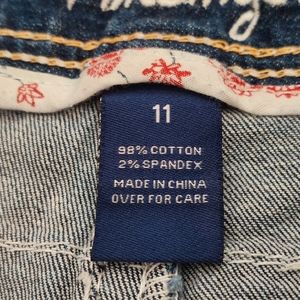 11
98% COTTON
2% SPANDEX
MADE IN CHINA
OVER FOR CARE